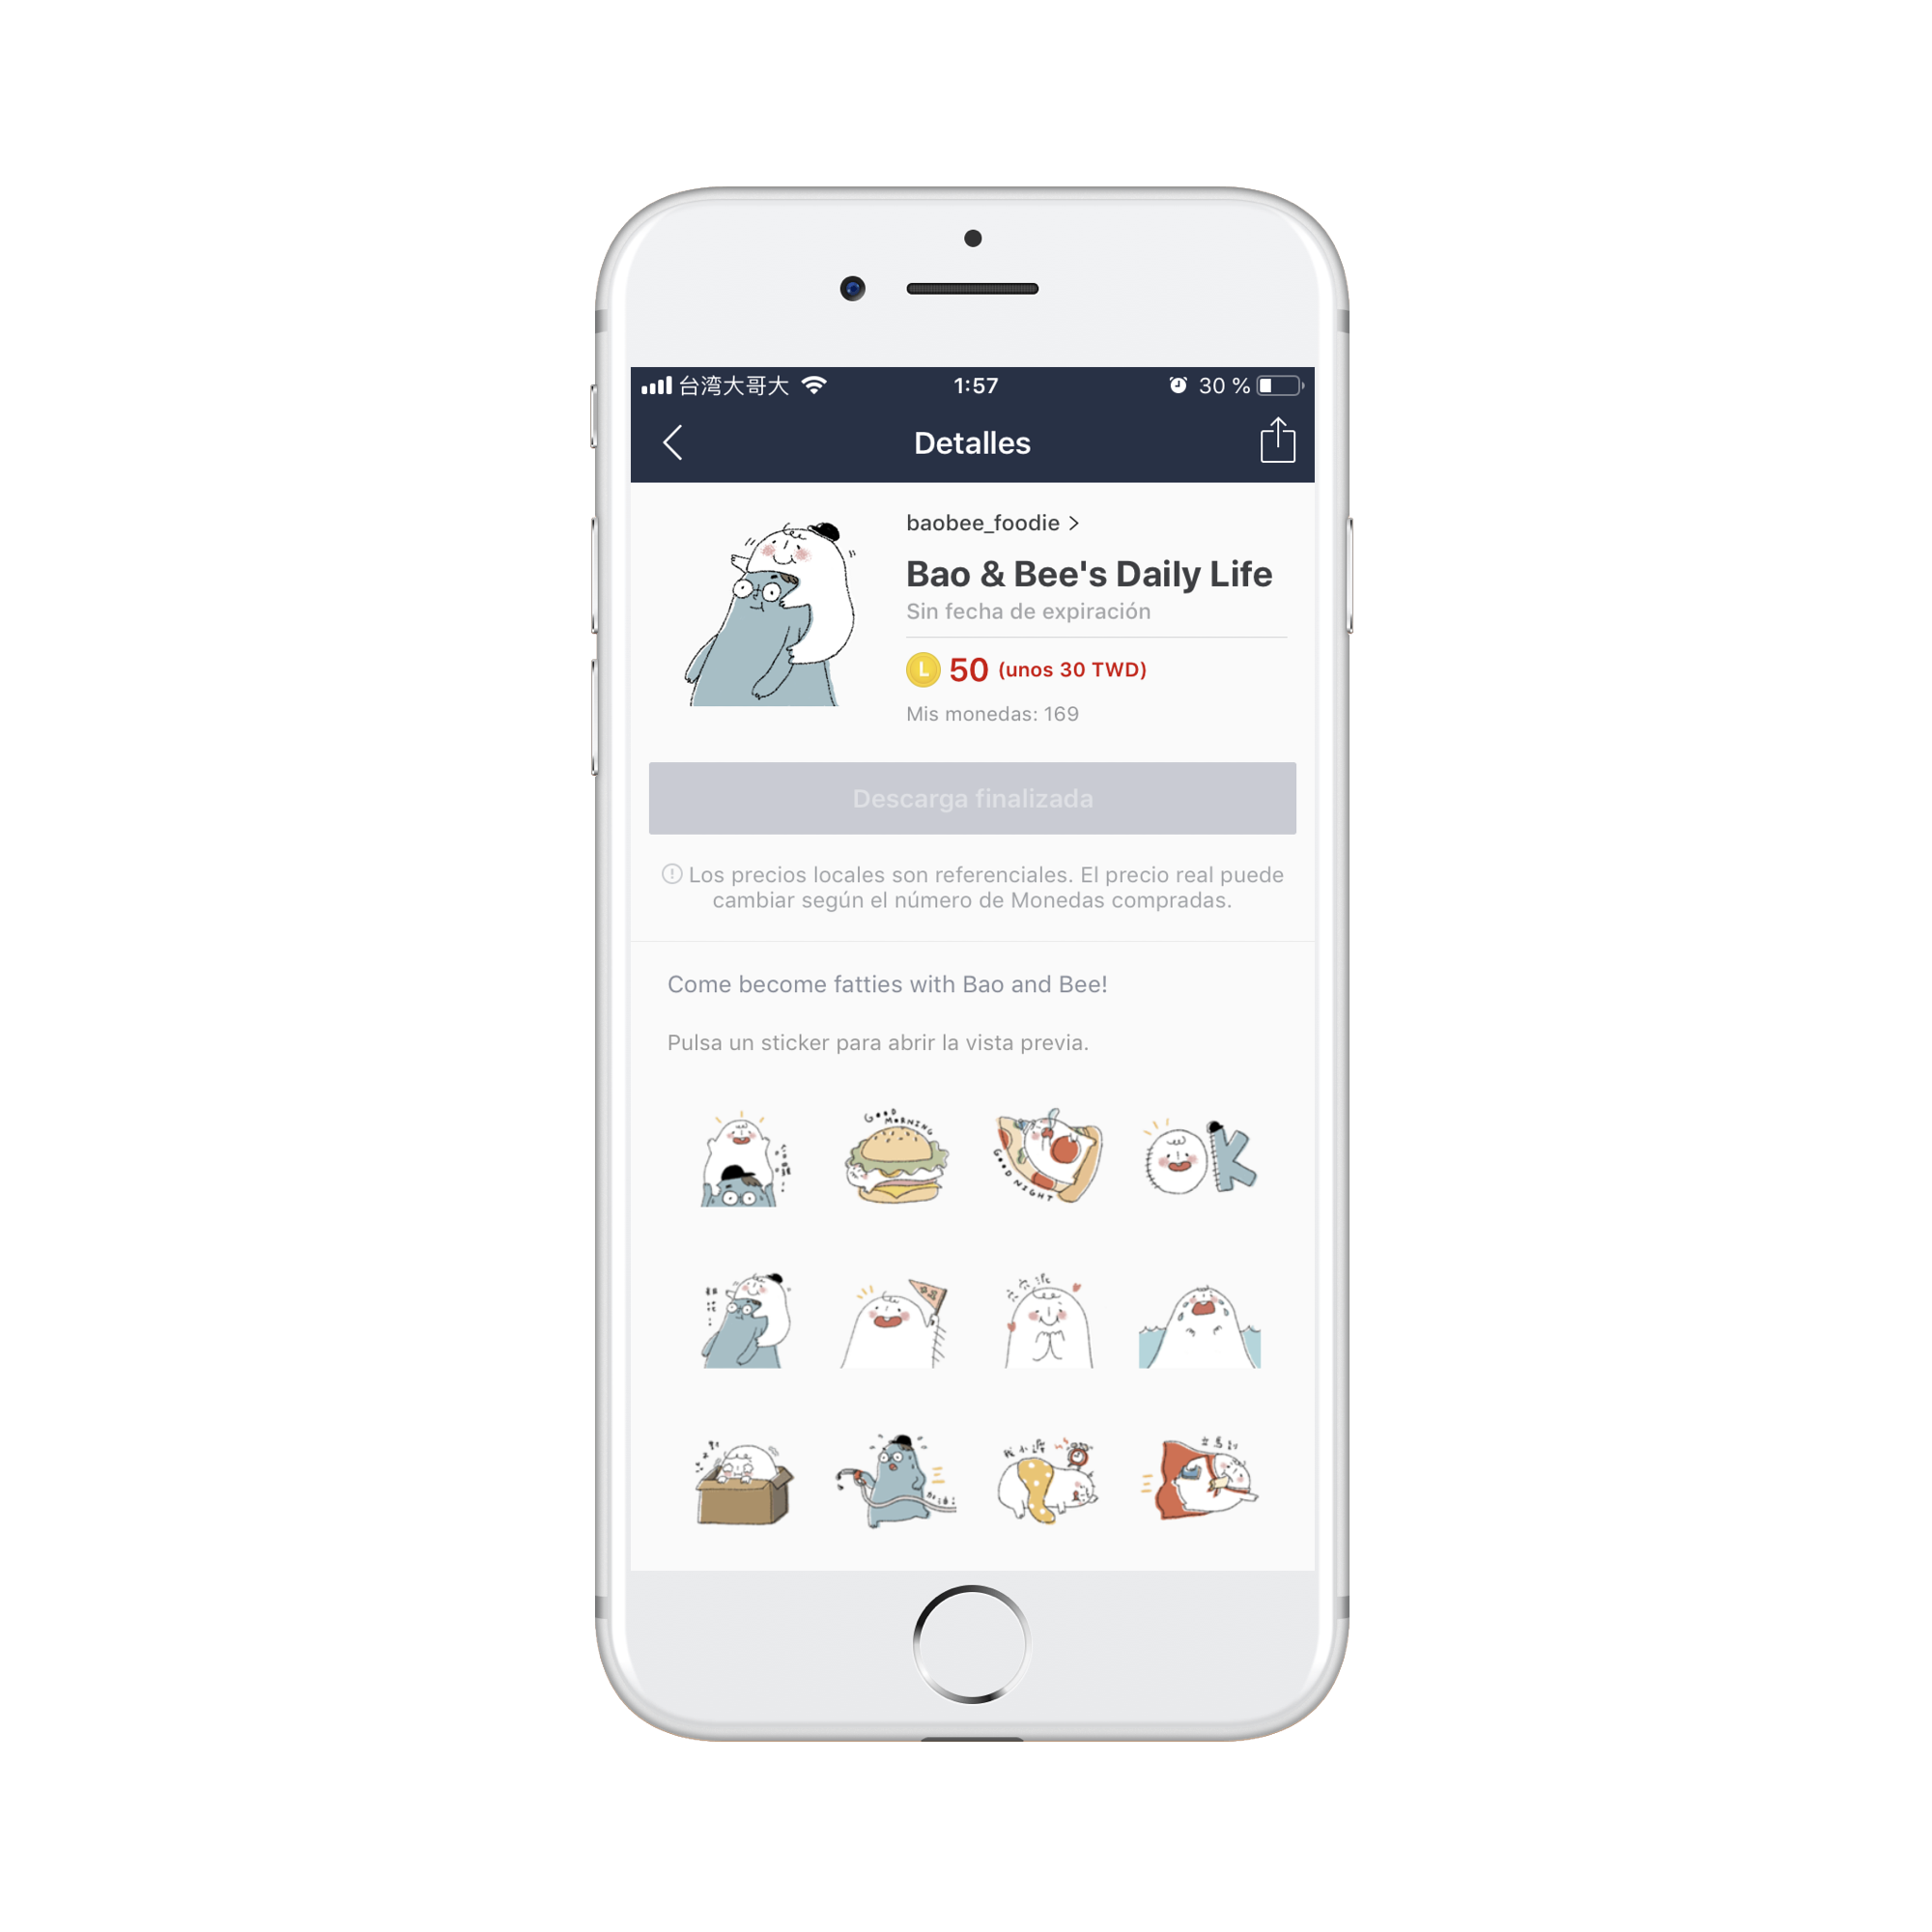 台湾大哥大
1:57
30 %
Detalles
baobee_foodie >
Bao & Bee's Daily Life
Sin fecha de expiración
L 50 (unos 30 TWD)
Mis monedas: 169
Descarga finalizada
Los precios locales son referenciales. El precio real puede
cambiar según el número de Monedas compradas.
Come become fatties with Bao and Bee!
Pulsa un sticker para abrir la vista previa.
GOOD
MORNING
GOOD
NIGHT
OK
立馬到